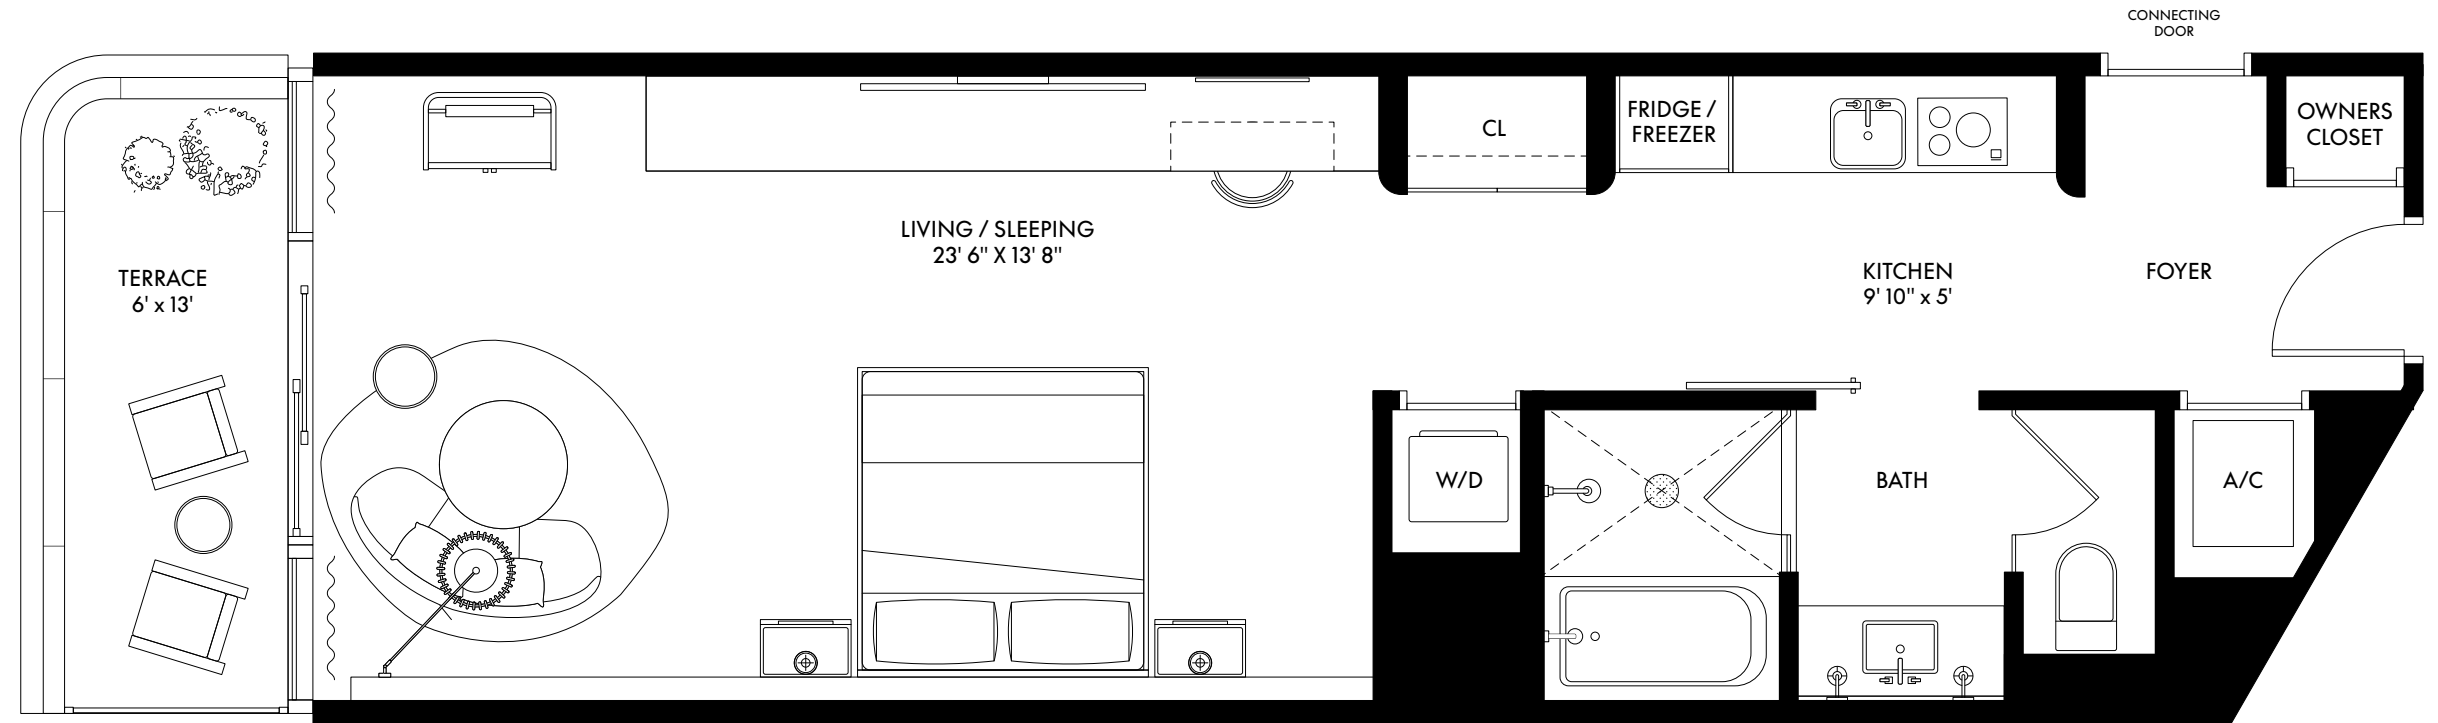 CONNECTING
DOOR
FRIDGE /
FREEZER
CL
OWNERS
CLOSET
LIVING / SLEEPING
23' 6" X 13' 8"
TERRACE
6' x 13'
KITCHEN
9' 10" x 5'
FOYER
W/D
BATH
A/C